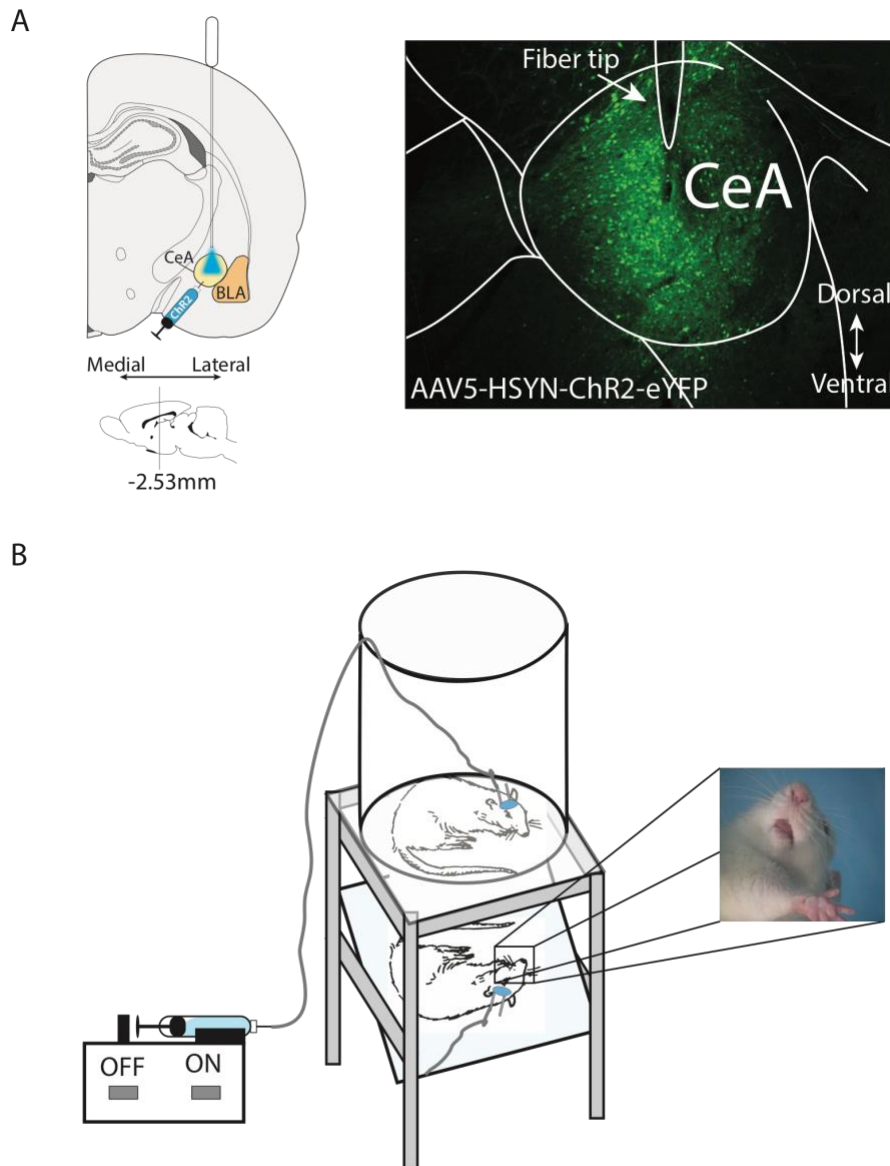 A
Fiber tip
CeA
CeA
BLA
ChR2
Dorsal
Medial Lateral
Ventral
AAV5-HSYN-ChR2-eYFP
-2.53mm
B
OFF ON